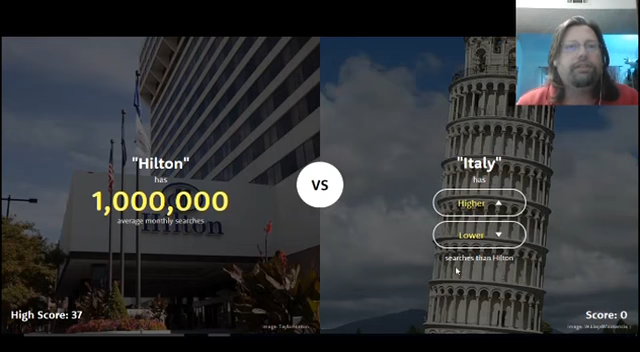 "Hilton"
has
1,000,000
average monthly searches
Hilton
High Score: 37
VS
"Italy"
has
Higher
Lower
searches than Hilton
Score: 0